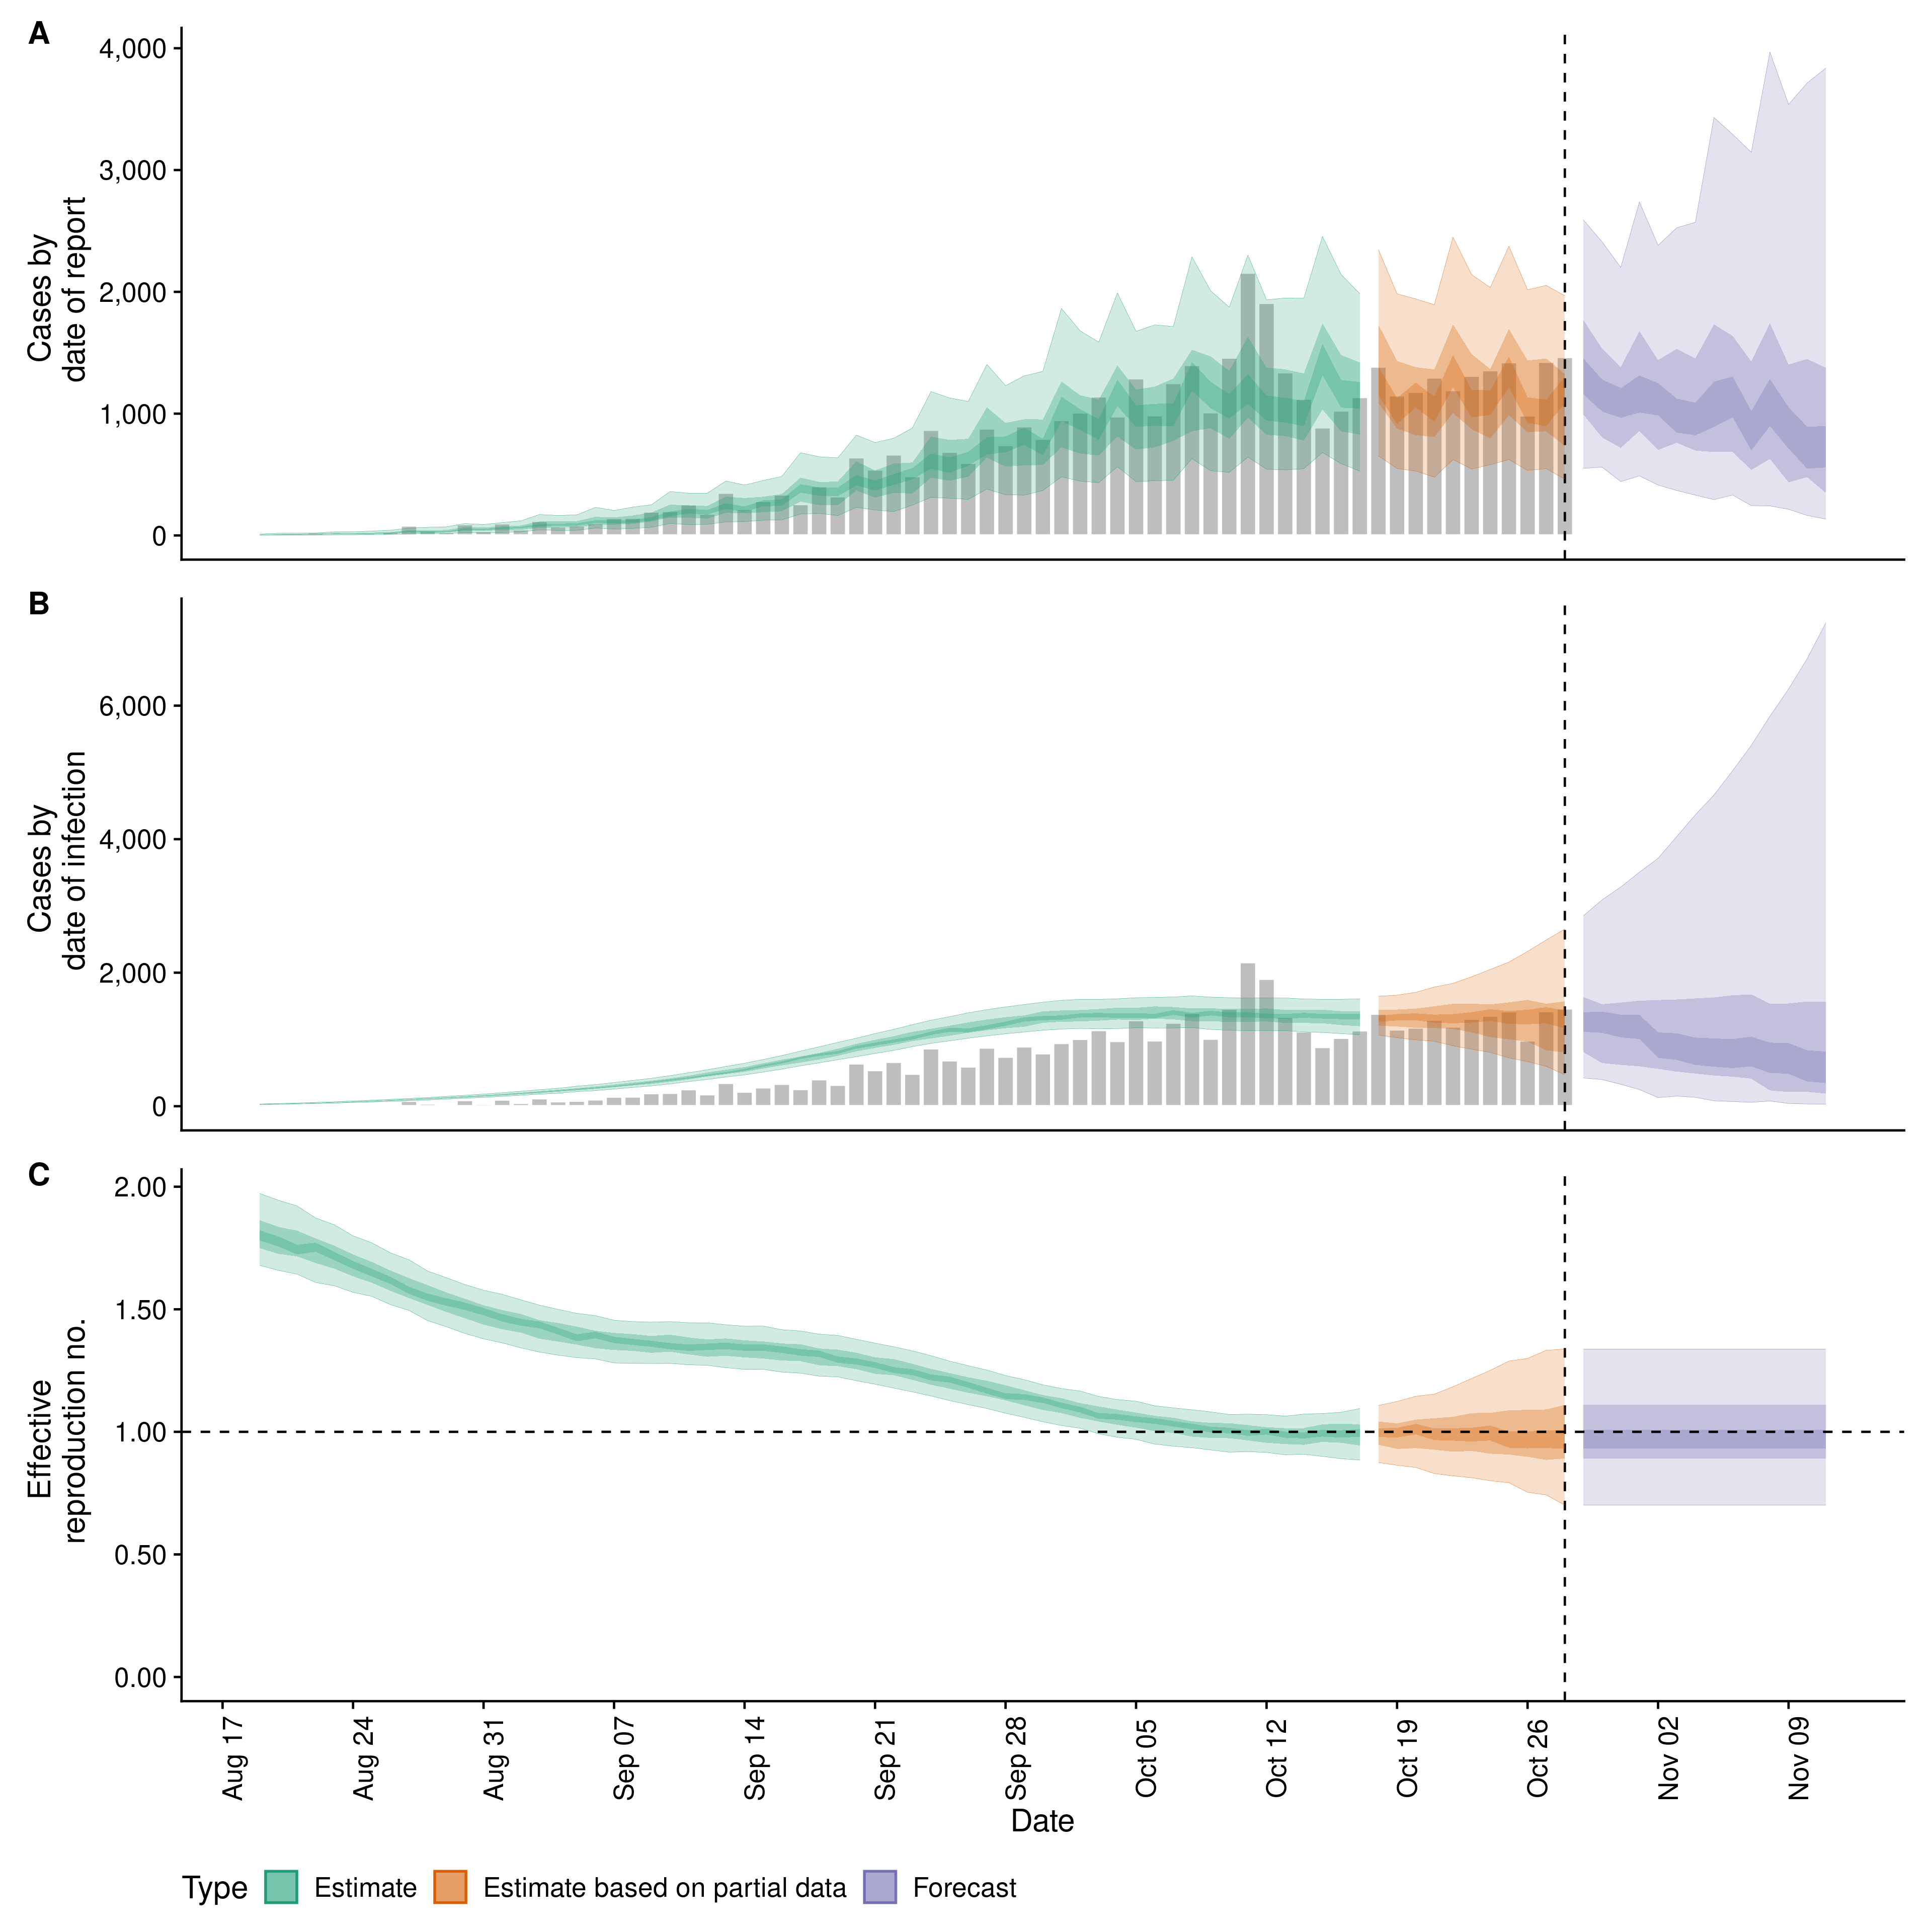 A
4,000
3,000
2,000
1,000
0
Cases by
date of report
B
6,000
4,000
2,000
0
Cases by
date of infection
C
2.00
1.50
1.00
0.50
0.00
Effective
reproduction no.
Aug 17
Aug 24
Aug 31
Sep 07
Sep 14
Sep 21
Sep 28
Oct 05
Oct 12
Oct 19
Oct 26
Nov 02
Nov 09
Date
Type Estimate Estimate based on partial data Forecast